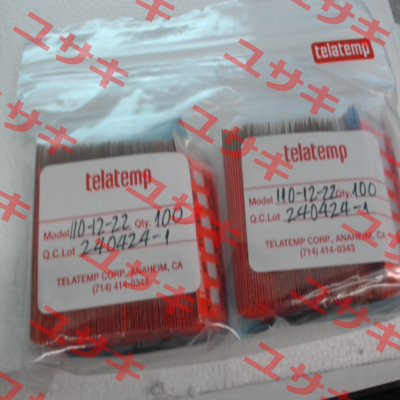 telatemp
telatemp
Model 110-12-22 Qty. 100
Q.C. Lot 240424-1
TELATEMP CORP., ANAHEIM, CA
(714) 414-0343
telatemp
Model 110-12-22 Qty. 100
Q.C. Lot 240424-1
TELATEMP CORP., ANAHEIM, CA
(714) 414-0343
ユサキ